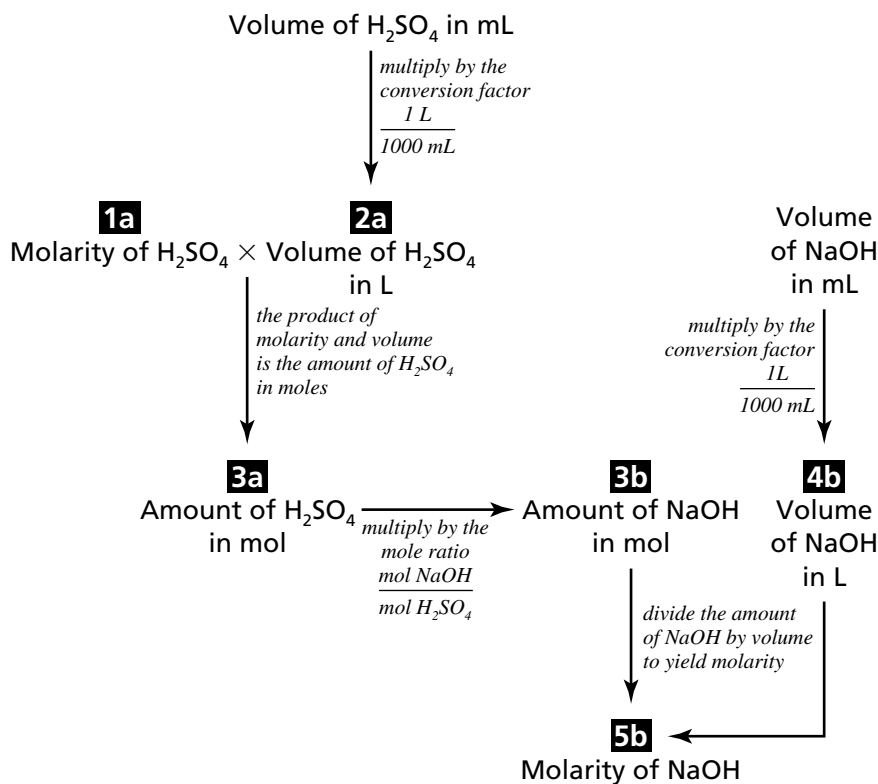 Volume of H₂SO₄ in mL
multiply by the
conversion factor
1 L
1000 mL
1a
Molarity of H₂SO₄ ×
2a
Volume of H₂SO₄
in L
Volume
of NaOH
in mL
the product of
molarity and volume
is the amount of H₂SO₄
in moles
multiply by the
conversion factor
1L
1000 mL
3a
Amount of H₂SO₄
in mol
multiply by the
mole ratio
mol NaOH
mol H₂SO₄
3b
Amount of NaOH
in mol
4b
Volume
of NaOH
in L
divide the amount
of NaOH by volume
to yield molarity
5b
Molarity of NaOH